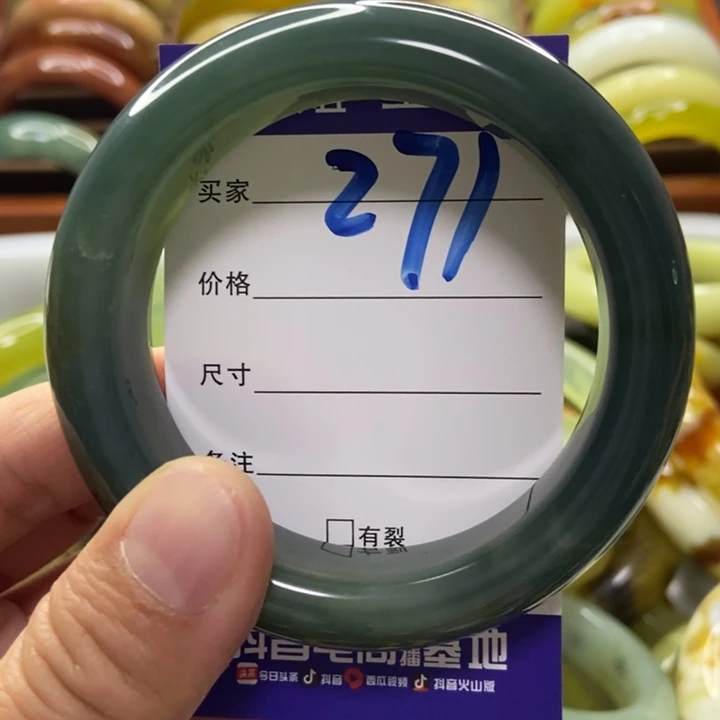 271
买家
价格
尺寸
备注
有裂
抖音电商直播基地
今日头条 抖音 西瓜视频 抖音火山版